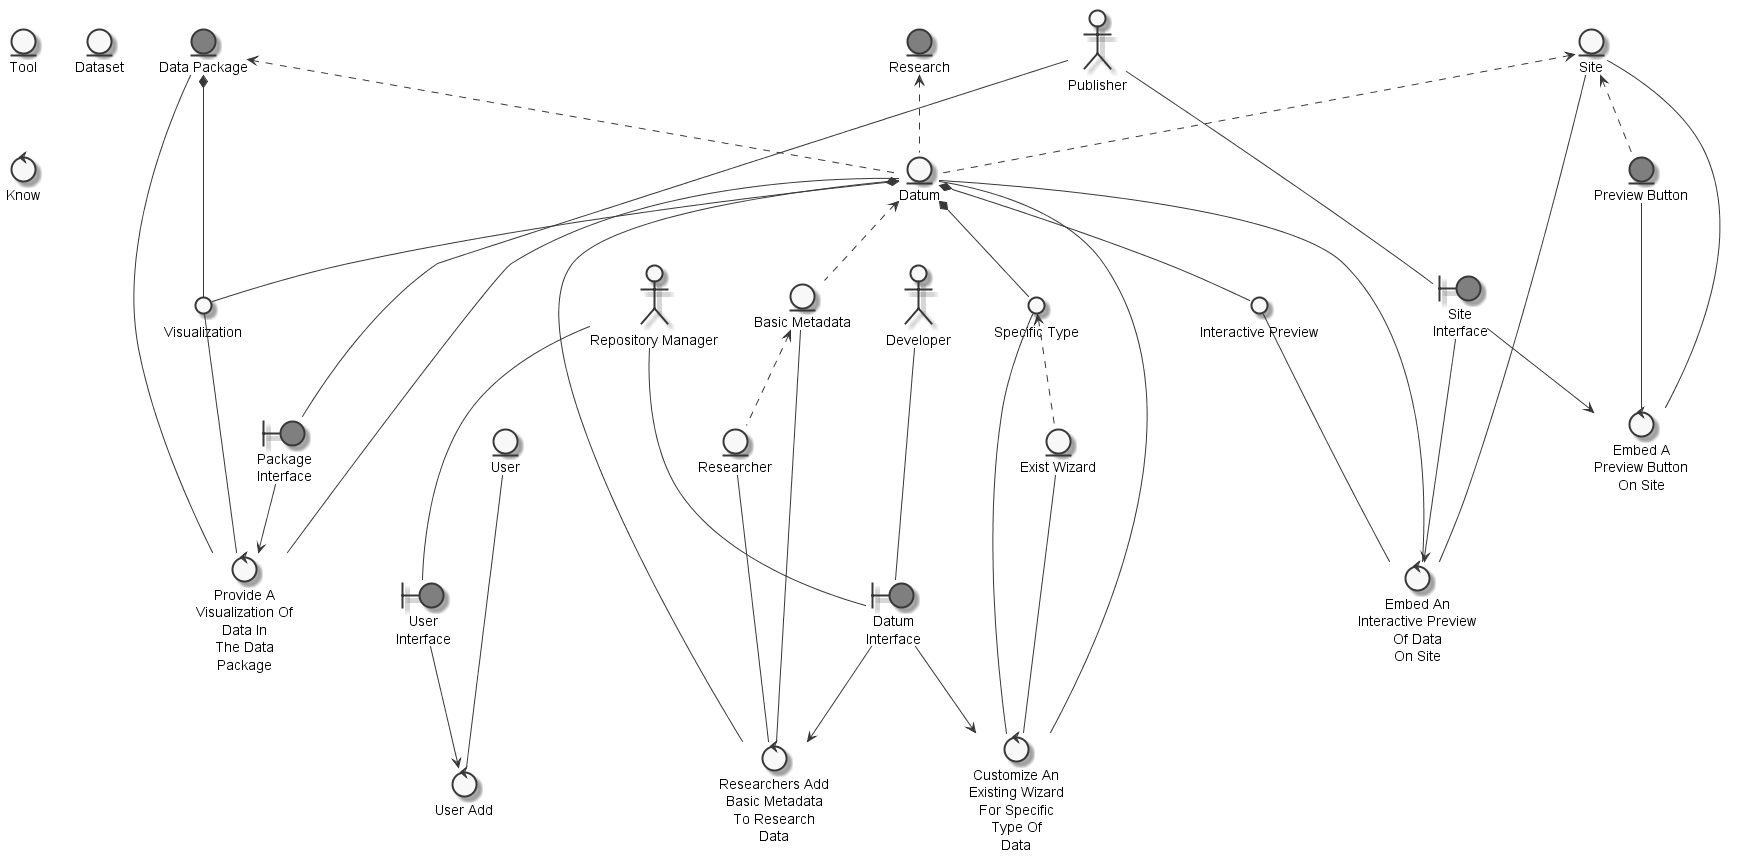 Tool
Dataset
Data Package
Research
Publisher
Site
Know
Datum
Preview Button
Visualization
Repository Manager
Basic Metadata
Developer
Specific Type
Interactive Preview
Site
Interface
Package
Interface
User
Researcher
Exist Wizard
Embed A
Preview Button
On Site
Provide A
Visualization Of
Data In
The Data
Package
User
Interface
Datum
Interface
Embed An
Interactive Preview
Of Data
On Site
User Add
Researchers Add
Basic Metadata
To Research
Data
Customize An
Existing Wizard
For Specific
Type Of
Data